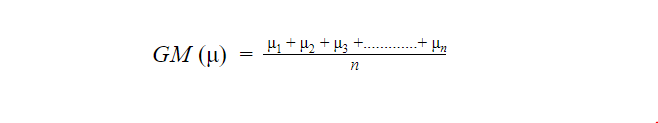 GM (μ) = μ₁ + μ₂ + μ₃ +.............+ μₙ
n